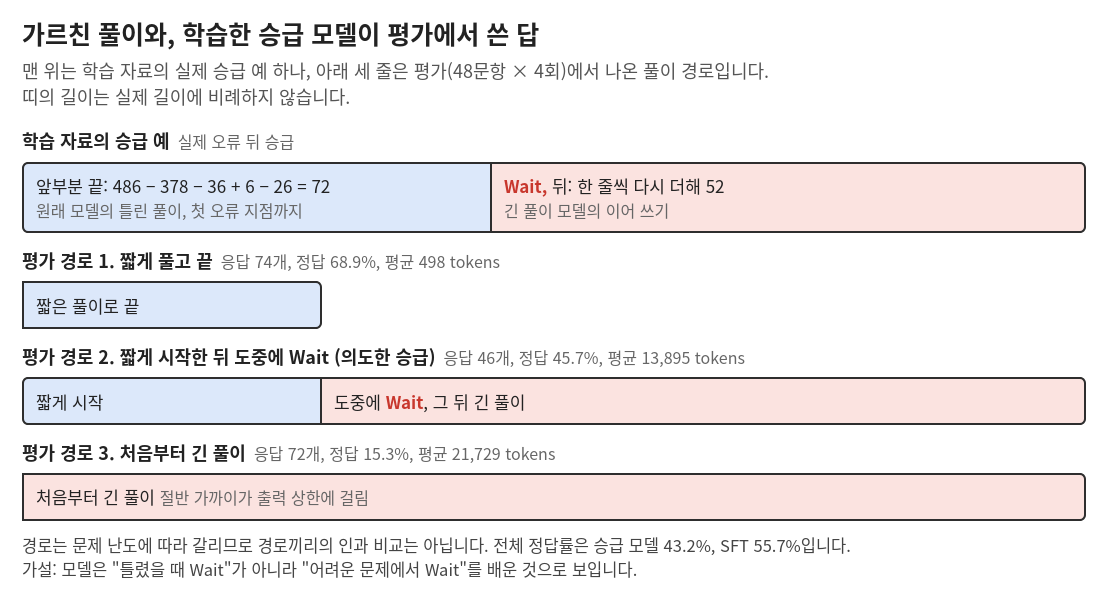 가르친 풀이와, 학습한 승급 모델이 평가에서 쓴 답
맨 위는 학습 자료의 실제 승급 예 하나, 아래 세 줄은 평가(48문항 × 4회)에서 나온 풀이 경로입니다.
띠의 길이는 실제 길이에 비례하지 않습니다.
학습 자료의 승급 예 실제 오류 뒤 승급
앞부분 끝: 486 − 378 − 36 + 6 − 26 = 72
원래 모델의 틀린 풀이, 첫 오류 지점까지
Wait, 뒤: 한 줄씩 다시 더해 52
긴 풀이 모델의 이어 쓰기
평가 경로 1. 짧게 풀고 끝 응답 74개, 정답 68.9%, 평균 498 tokens
짧은 풀이로 끝
평가 경로 2. 짧게 시작한 뒤 도중에 Wait (의도한 승급) 응답 46개, 정답 45.7%, 평균 13,895 tokens
짧게 시작
도중에 Wait, 그 뒤 긴 풀이
평가 경로 3. 처음부터 긴 풀이 응답 72개, 정답 15.3%, 평균 21,729 tokens
처음부터 긴 풀이 절반 가까이가 출력 상한에 걸림
경로는 문제 난도에 따라 갈리므로 경로끼리의 인과 비교는 아닙니다. 전체 정답률은 승급 모델 43.2%, SFT 55.7%입니다.
가설: 모델은 "틀렸을 때 Wait"가 아니라 "어려운 문제에서 Wait"를 배운 것으로 보입니다.